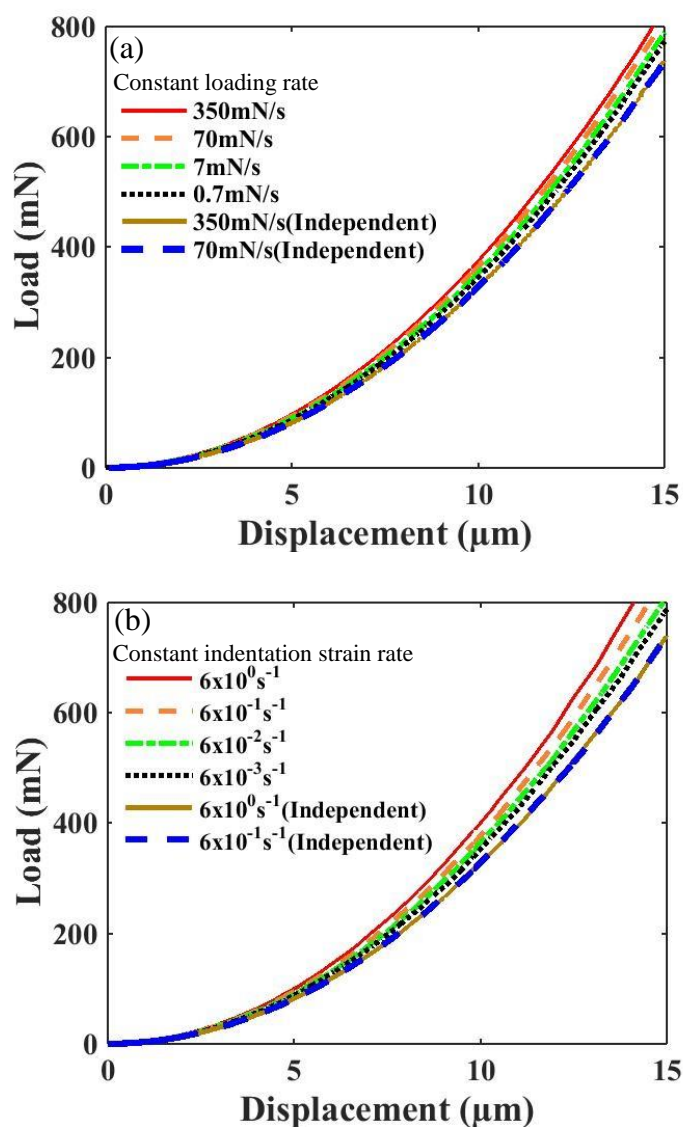 (a)
Constant loading rate
350mN/s
70mN/s
7mN/s
0.7mN/s
350mN/s(Independent)
70mN/s(Independent)
800
600
400
200
0
Load (mN)
0 5 10 15
Displacement (μm)
(b)
Constant indentation strain rate
6x10⁰s⁻¹
6x10⁻¹s⁻¹
6x10⁻²s⁻¹
6x10⁻³s⁻¹
6x10⁰s⁻¹(Independent)
6x10⁻¹s⁻¹(Independent)
800
600
400
200
0
Load (mN)
0 5 10 15
Displacement (μm)